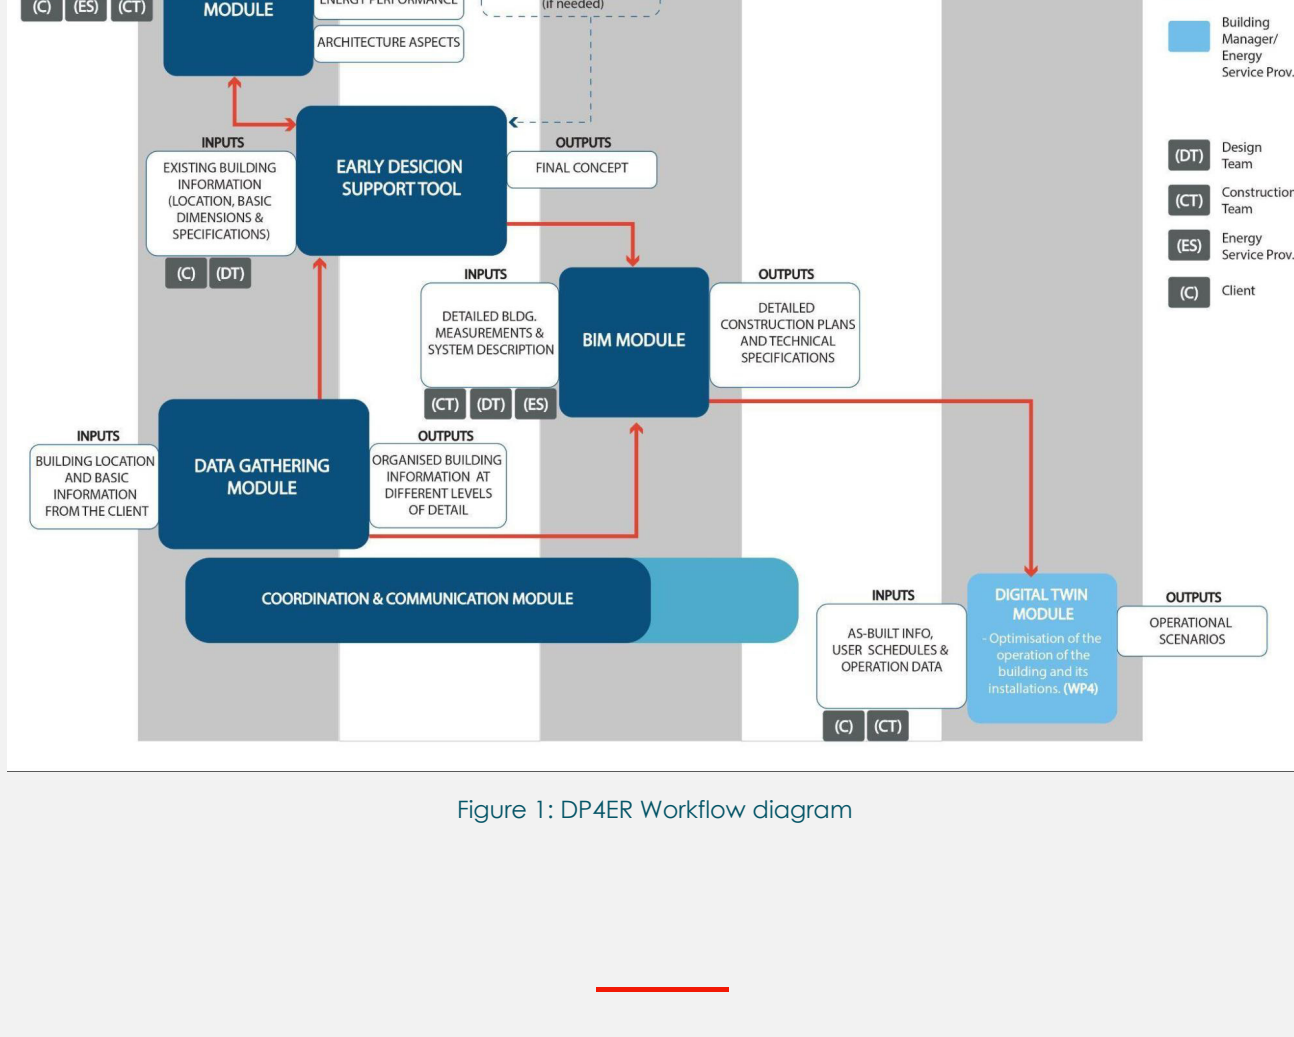 (C) (ES) (CT)
MODULE
ENERGY PERFORMANCE
ARCHITECTURE ASPECTS
(if needed)
Building
Manager/
Energy
Service Prov.
(DT)
Design
Team
(CT)
Construction
Team
(ES)
Energy
Service Prov.
(C)
Client
INPUTS
EXISTING BUILDING
INFORMATION
(LOCATION, BASIC
DIMENSIONS &
SPECIFICATIONS)
(C) (DT)
EARLY DESICION
SUPPORT TOOL
OUTPUTS
FINAL CONCEPT
INPUTS
DETAILED BLDG.
MEASUREMENTS &
SYSTEM DESCRIPTION
(CT) (DT) (ES)
BIM MODULE
OUTPUTS
DETAILED
CONSTRUCTION PLANS
AND TECHNICAL
SPECIFICATIONS
INPUTS
BUILDING LOCATION
AND BASIC
INFORMATION
FROM THE CLIENT
DATA GATHERING
MODULE
OUTPUTS
ORGANISED BUILDING
INFORMATION AT
DIFFERENT LEVELS
OF DETAIL
COORDINATION & COMMUNICATION MODULE
INPUTS
AS-BUILT INFO,
USER SCHEDULES &
OPERATION DATA
(C) (CT)
DIGITAL TWIN
MODULE
- Optimisation of the
operation of the
building and its
installations. (WP4)
OUTPUTS
OPERATIONAL
SCENARIOS
Figure 1: DP4ER Workflow diagram